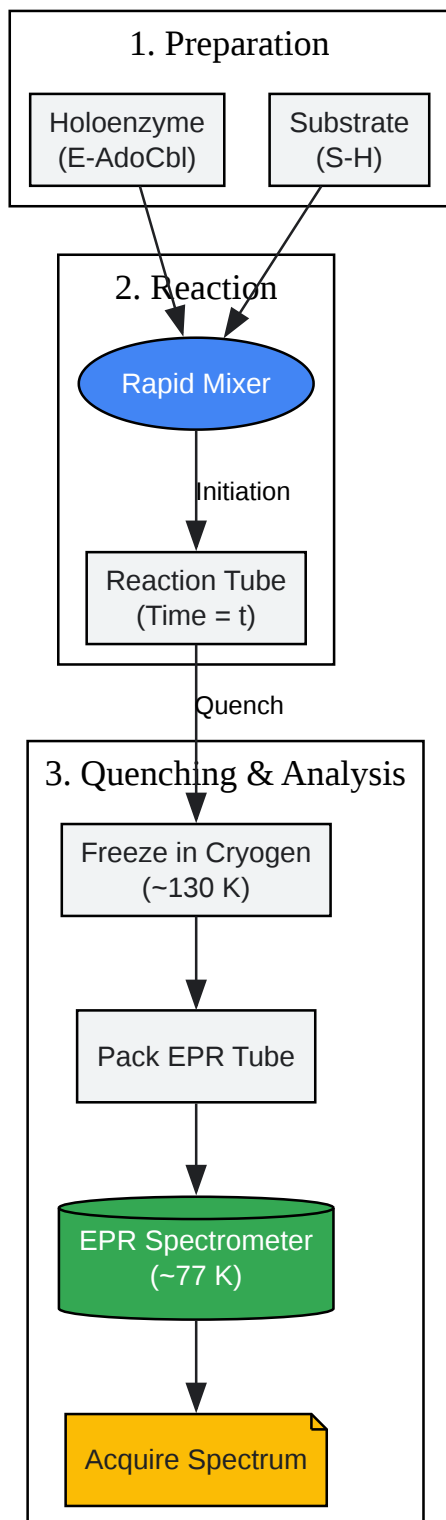 1. Preparation
Holoenzyme
(E-AdoCbl)
Substrate
(S-H)
2. Reaction
Rapid Mixer
Initiation
Reaction Tube
(Time = t)
Quench
3. Quenching & Analysis
Freeze in Cryogen
(~130 K)
Pack EPR Tube
EPR Spectrometer
(~77 K)
Acquire Spectrum